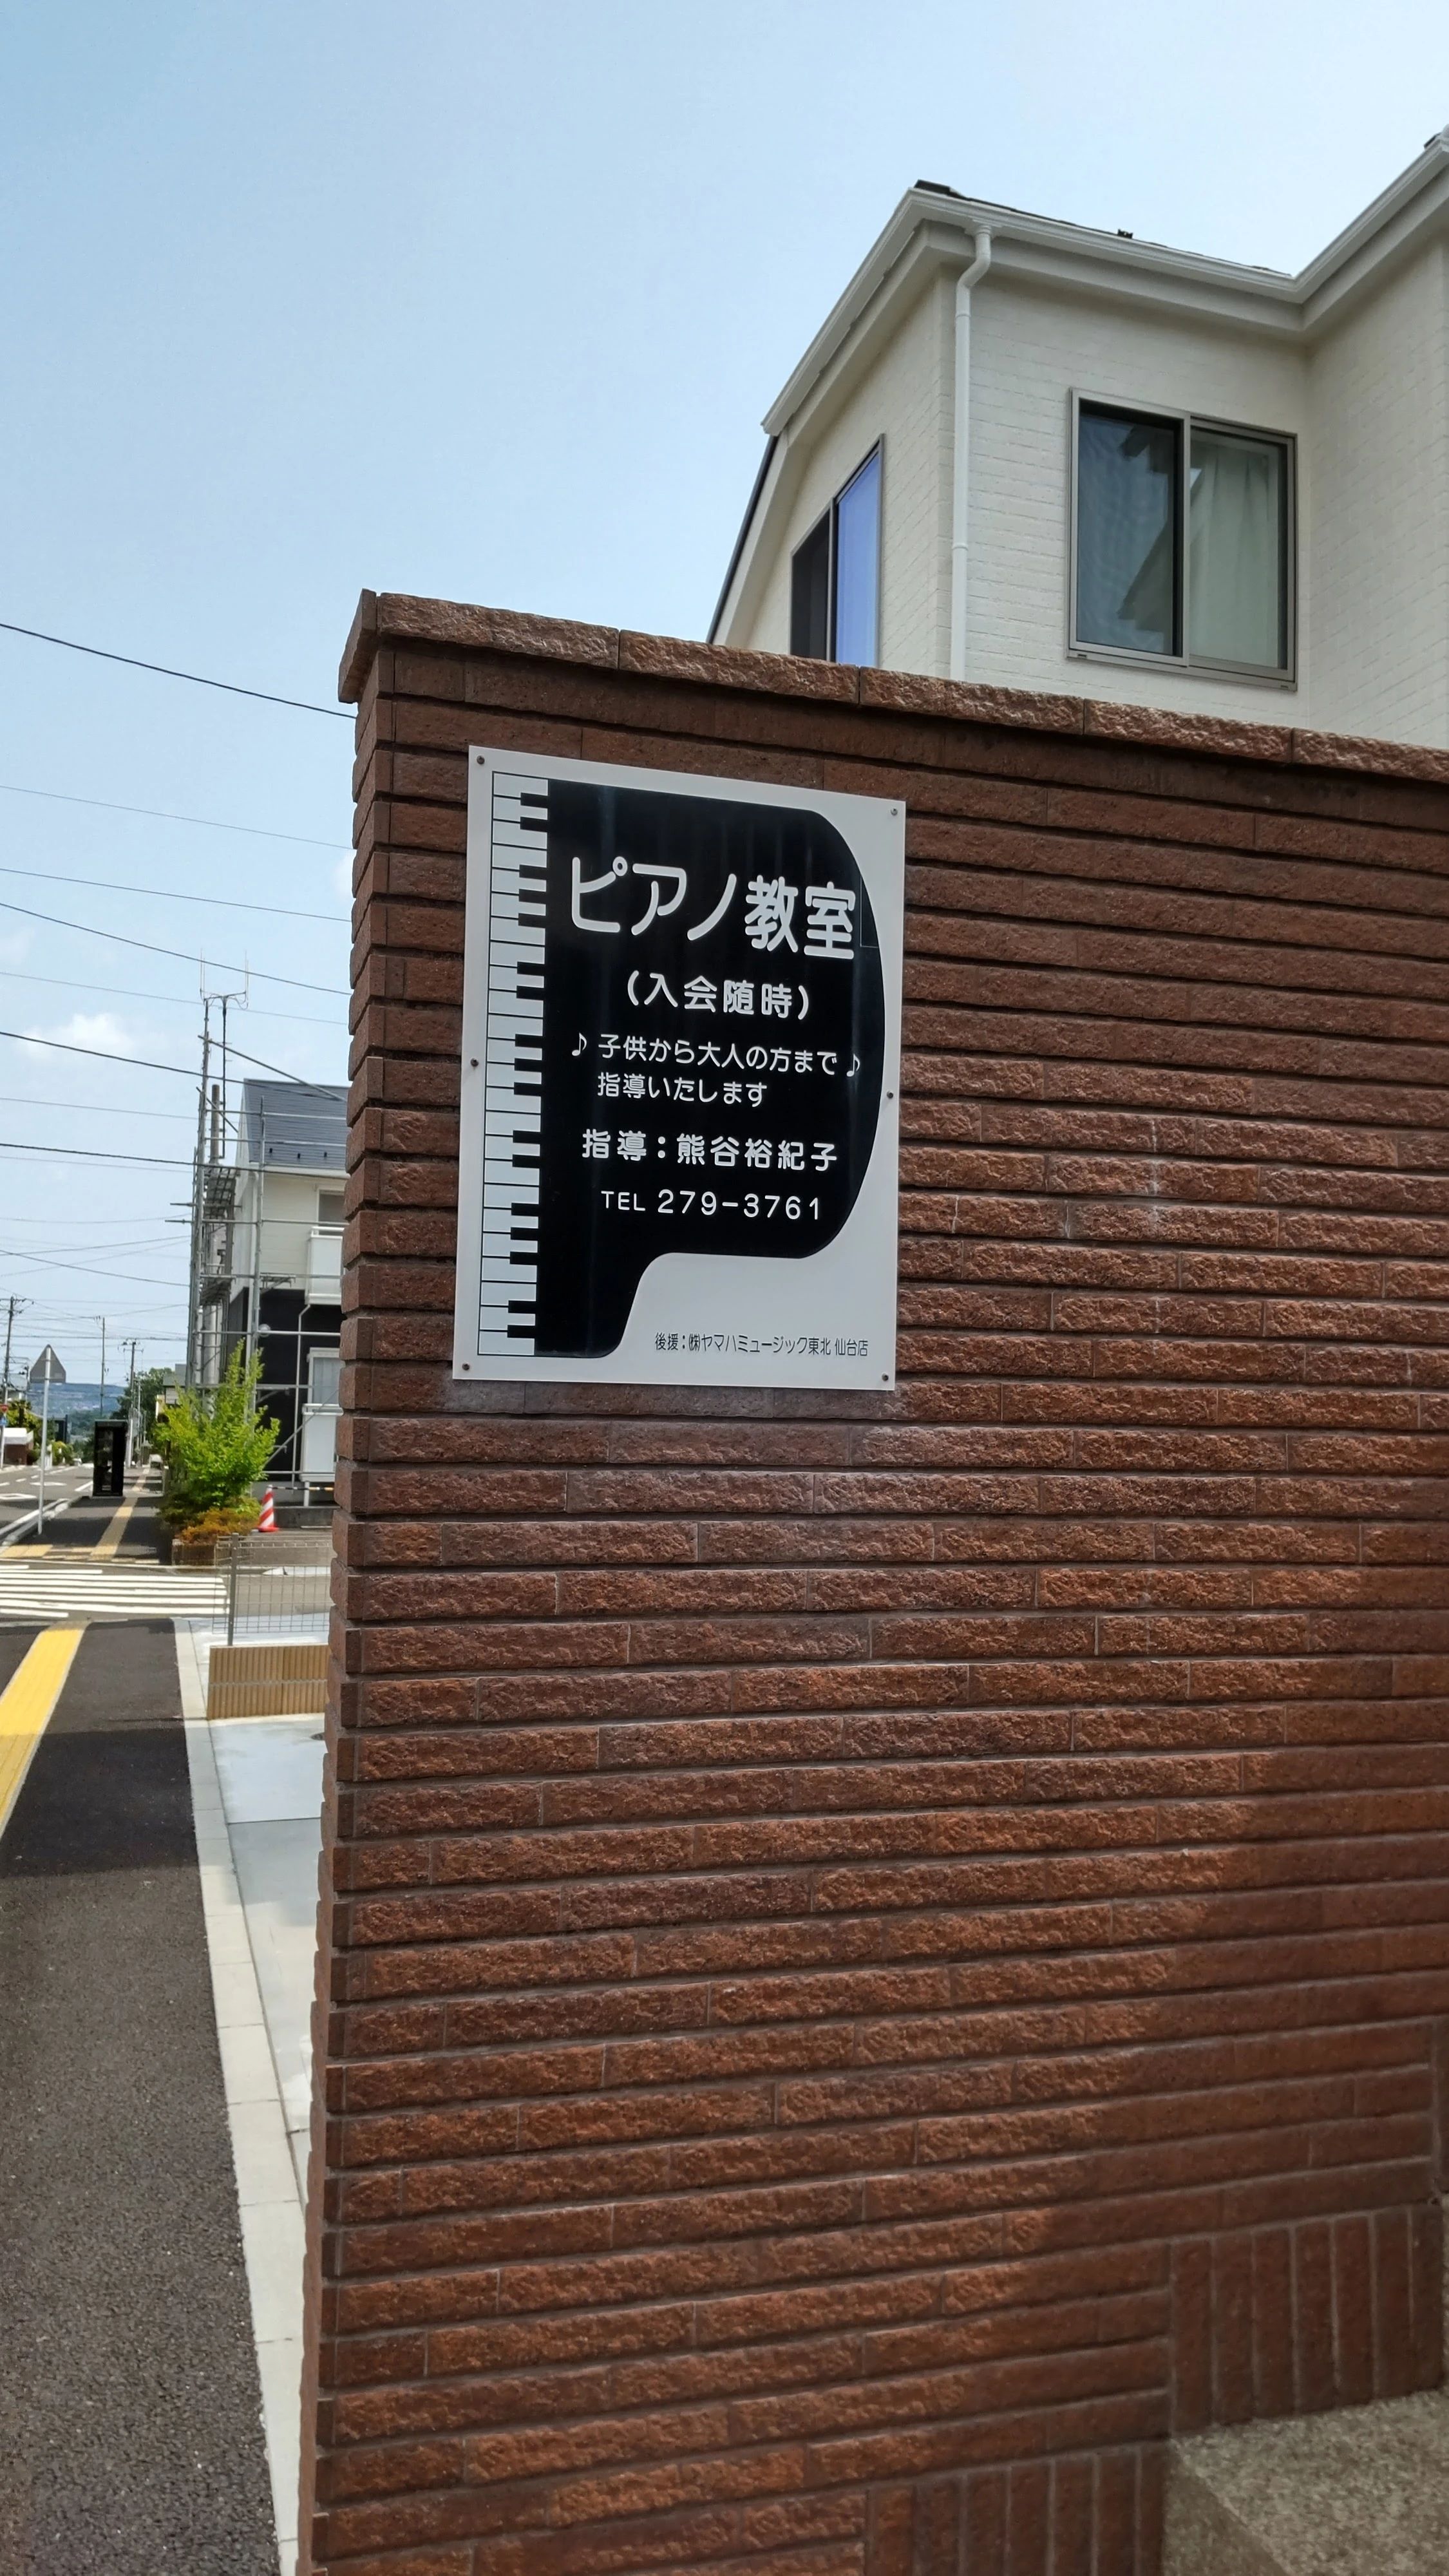 ピアノ教室
(入会随時)
♪子供から大人の方まで♪
指導いたします
指導:熊谷裕紀子
TEL 279-3761
後援:㈱ヤマハミュージック東北 仙台店